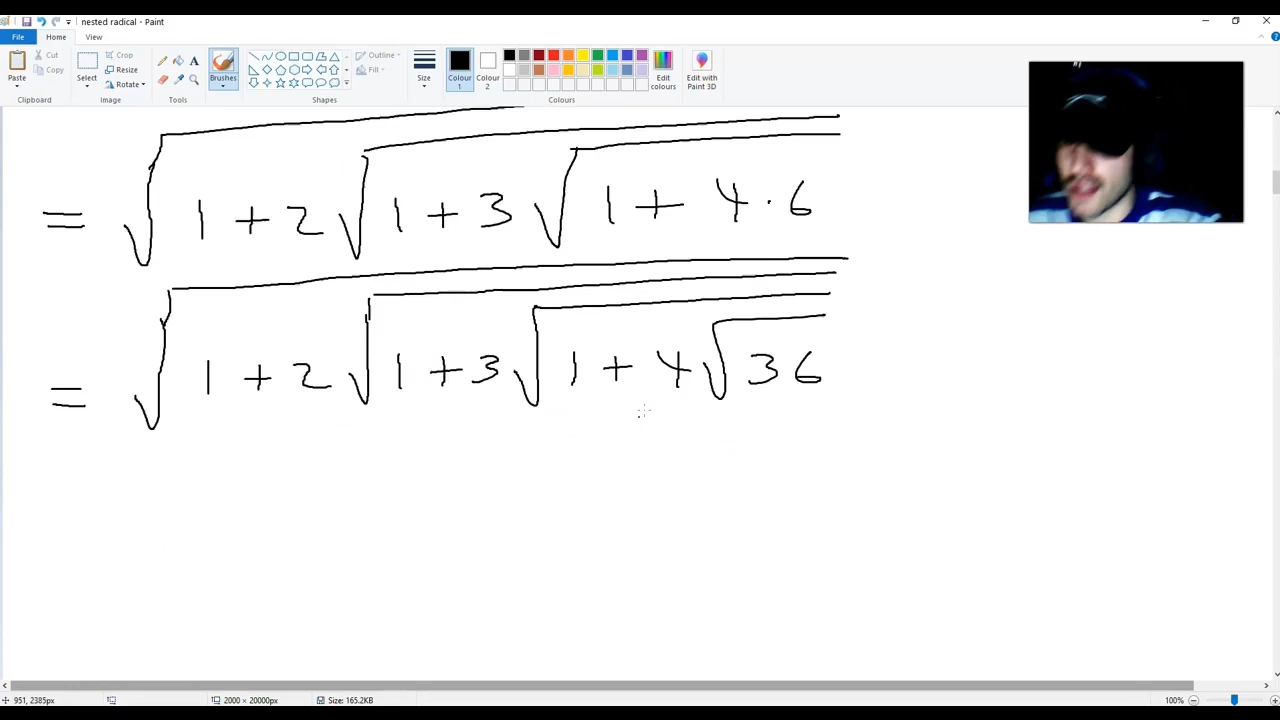 nested radical - Paint
File Home View
Paste Cut Copy Select Crop Resize Rotate A Brushes Outline Fill Size Colour 1 Colour 2 Edit colours Edit with Paint 3D
Clipboard Image Tools Shapes Colours
= √1 + 2√1 + 3√1 + 4 · 6
= √1 + 2√1 + 3√1 + 4√36
951, 2385px 2000 × 20000px Size: 165.2KB 100%